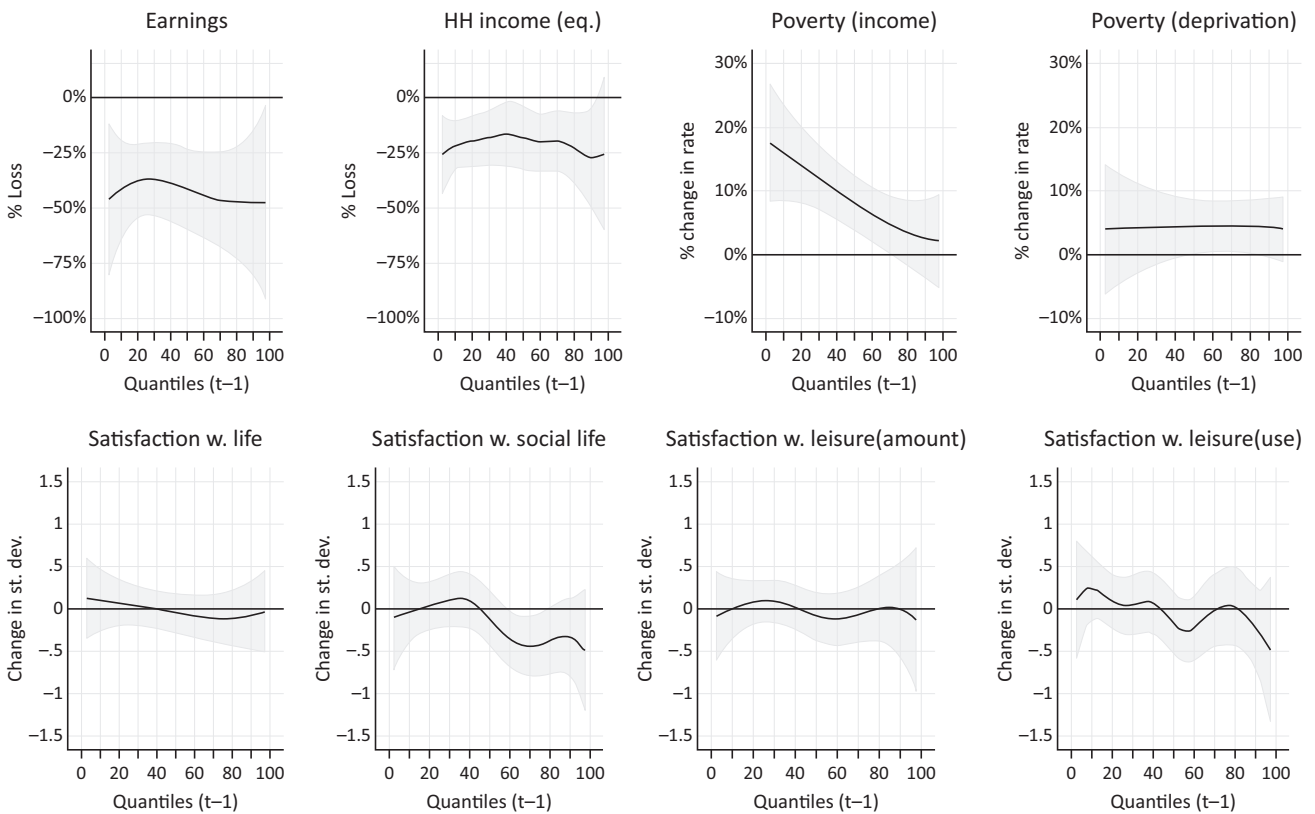 Earnings
HH income (eq.)
Poverty (income)
Poverty (deprivation)
0%
−25%
−50%
−75%
−100%
% Loss
0 20 40 60 80 100
Quantiles (t−1)
0%
−25%
−50%
−75%
−100%
% Loss
0 20 40 60 80 100
Quantiles (t−1)
30%
20%
10%
0%
−10%
% change in rate
0 20 40 60 80 100
Quantiles (t−1)
30%
20%
10%
0%
−10%
% change in rate
0 20 40 60 80 100
Quantiles (t−1)
Satisfaction w. life
Satisfaction w. social life
Satisfaction w. leisure(amount)
Satisfaction w. leisure(use)
1.5
1
.5
0
−.5
−1
−1.5
Change in st. dev.
0 20 40 60 80 100
Quantiles (t−1)
1.5
1
.5
0
−.5
−1
−1.5
Change in st. dev.
0 20 40 60 80 100
Quantiles (t−1)
1.5
1
.5
0
−.5
−1
−1.5
Change in st. dev.
0 20 40 60 80 100
Quantiles (t−1)
1.5
1
.5
0
−.5
−1
−1.5
Change in st. dev.
0 20 40 60 80 100
Quantiles (t−1)